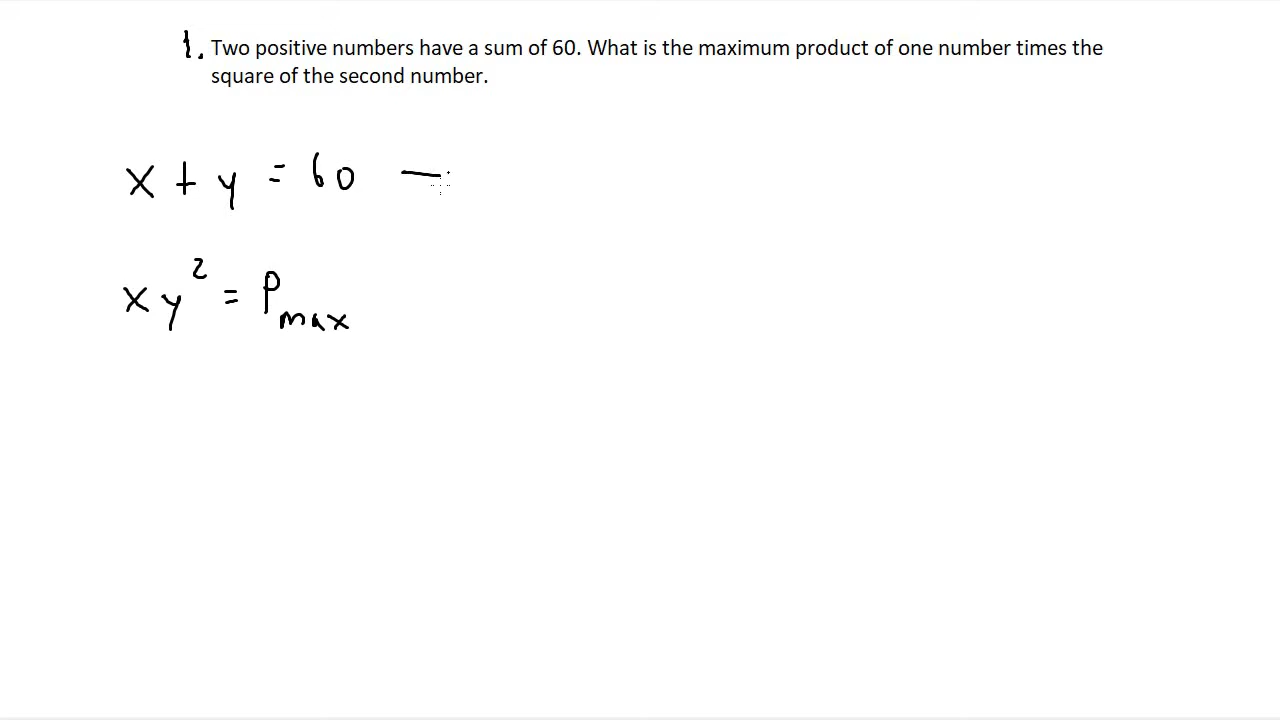 1. Two positive numbers have a sum of 60. What is the maximum product of one number times the
square of the second number.
x + y = 60 —
xy² = Pmax